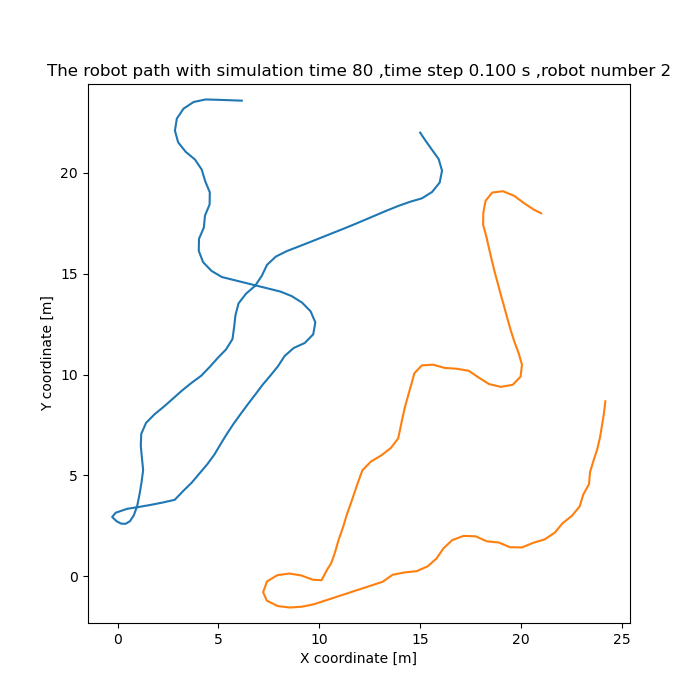 The robot path with simulation time 80 ,time step 0.100 s ,robot number 2
20
15
10
5
0
Y coordinate [m]
0 5 10 15 20 25
X coordinate [m]